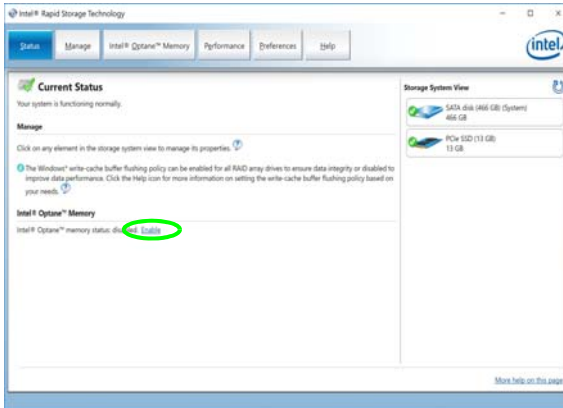 Intel® Rapid Storage Technology
Status
Manage
Intel® Optane™ Memory
Performance
Preferences
Help
intel
Current Status
Your system is functioning normally.
Manage
Click on any element in the storage system view to manage its properties.
The Windows* write-cache buffer flushing policy can be enabled for all RAID array drives to ensure data integrity or disabled to
improve data performance. Click the Help icon for more information on setting the write-cache buffer flushing policy based on
your needs.
Intel® Optane™ Memory
Intel® Optane™ memory status: disabled. Enable
Storage System View
SATA disk (466 GB) (System)
466 GB
PCIe SSD (13 GB)
13 GB
More help on this page